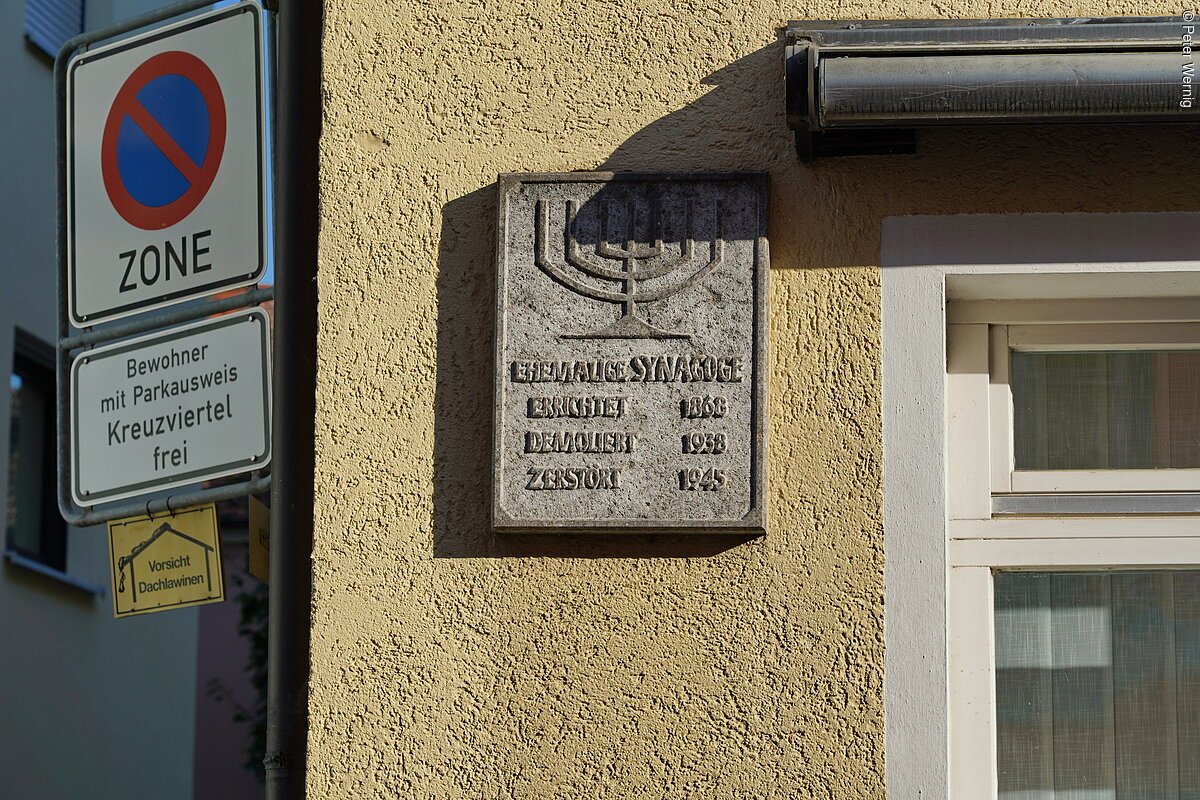 ZONE
Bewohner
mit Parkausweis
Kreuzviertel
frei
Vorsicht
Dachlawinen
EHEMALIGE SYNAGOGE
ERRICHTET 1868
DEMOLIERT 1938
ZERSTÖRT 1945
© Peter Wernig